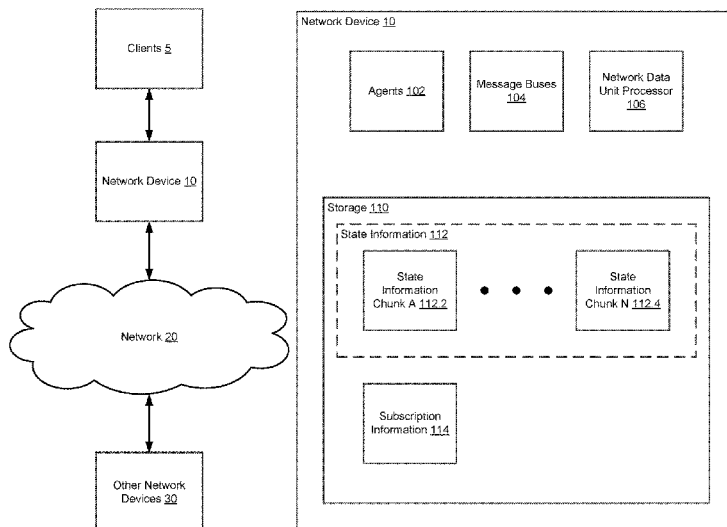 Clients 5
Network Device 10
Network 20
Other Network
Devices 30
Network Device 10
Agents 102
Message Buses
104
Network Data
Unit Processor
106
Storage 110
State Information 112
State
Information
Chunk A 112.2
State
Information
Chunk N 112.4
Subscription
Information 114